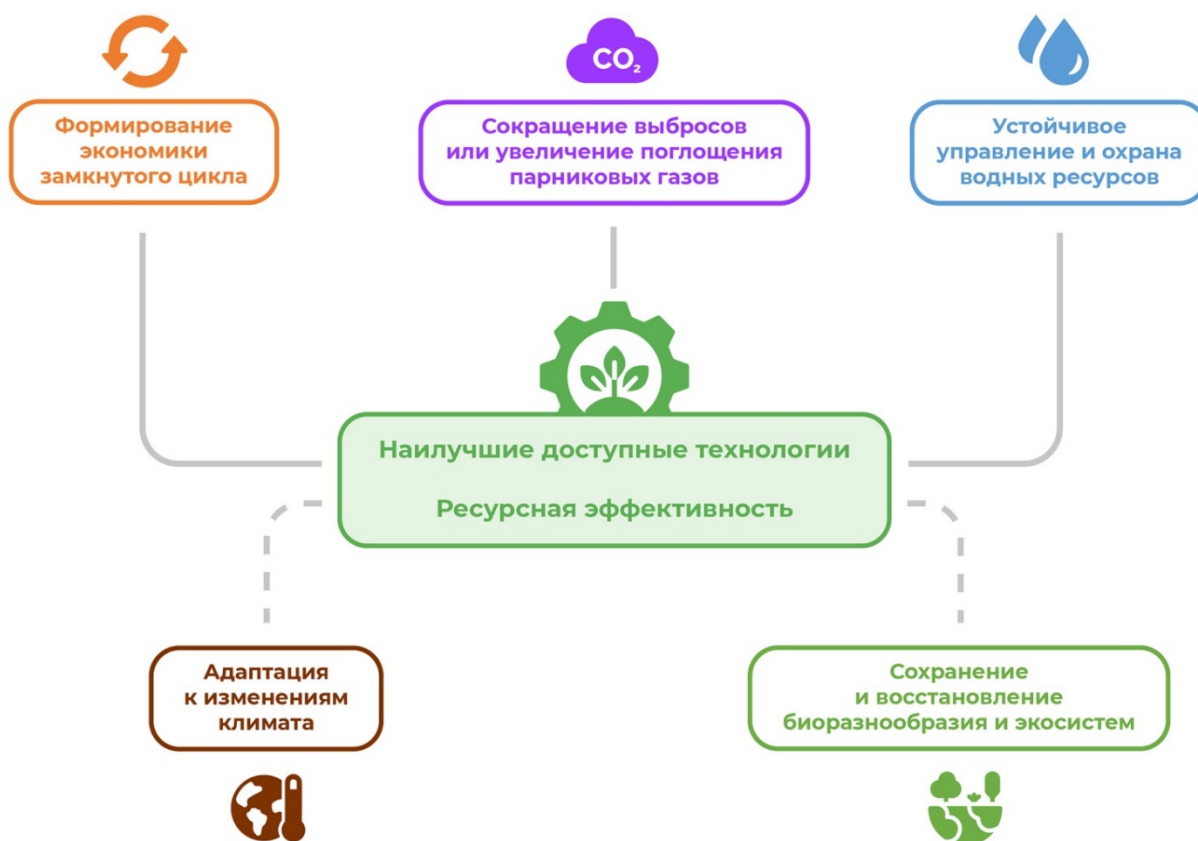 CO₂
Формирование
экономики
замкнутого цикла
Сокращение выбросов
или увеличение поглощения
парниковых газов
Устойчивое
управление и охрана
водных ресурсов
Наилучшие доступные технологии
Ресурсная эффективность
Адаптация
к изменениям
климата
Сохранение
и восстановление
биоразнообразия и экосистем